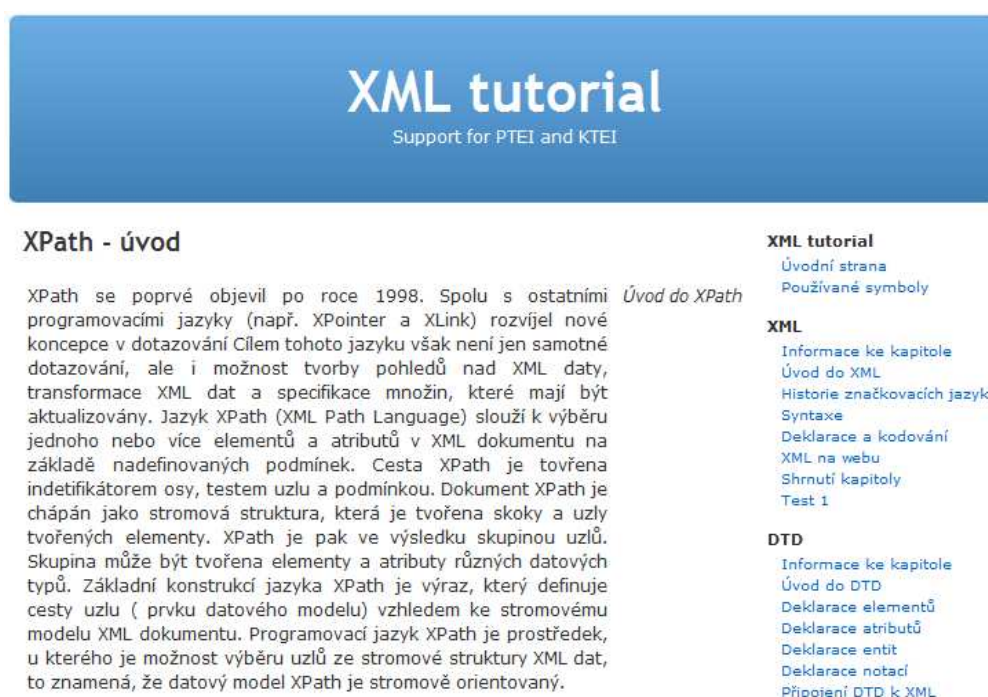 XML tutorial
Support for PTEI and KTEI
XPath - úvod
XPath se poprvé objevil po roce 1998. Spolu s ostatními
programovacími jazyky (např. XPointer a XLink) rozvíjel nové
koncepce v dotazování Cílem tohoto jazyku však není jen samotné
dotazování, ale i možnost tvorby pohledů nad XML daty,
transformace XML dat a specifikace množin, které mají být
aktualizovány. Jazyk XPath (XML Path Language) slouží k výběru
jednoho nebo více elementů a atributů v XML dokumentu na
základě nadefinovaných podmínek. Cesta XPath je tovřena
indetifikátorem osy, testem uzlu a podmínkou. Dokument XPath je
chápán jako stromová struktura, která je tvořena skoky a uzly
tvořených elementy. XPath je pak ve výsledku skupinou uzlů.
Skupina může být tvořena elementy a atributy různých datových
typů. Základní konstrukcí jazyka XPath je výraz, který definuje
cesty uzlu ( prvku datového modelu) vzhledem ke stromovému
modelu XML dokumentu. Programovací jazyk XPath je prostředek,
u kterého je možnost výběru uzlů ze stromové struktury XML dat,
to znamená, že datový model XPath je stromově orientovaný.
Úvod do XPath
XML tutorial
Úvodní strana
Používané symboly
XML
Informace ke kapitole
Úvod do XML
Historie značkovacích jazyk
Syntaxe
Deklarace a kodování
XML na webu
Shrnutí kapitoly
Test 1
DTD
Informace ke kapitole
Úvod do DTD
Deklarace elementů
Deklarace atributů
Deklarace entit
Deklarace notací
Připojení DTD k XML